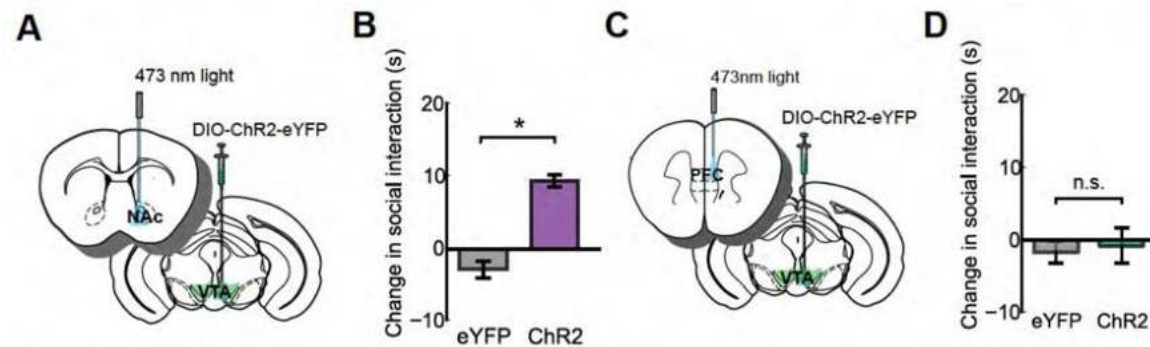 A
473 nm light
DIO-ChR2-eYFP
NAc
VTA
B
Change in social interaction (s)
20
10
0
−10
*
eYFP
ChR2
C
473nm light
DIO-ChR2-eYFP
PFC
VTA
D
Change in social interaction (s)
20
10
0
−10
n.s.
eYFP
ChR2